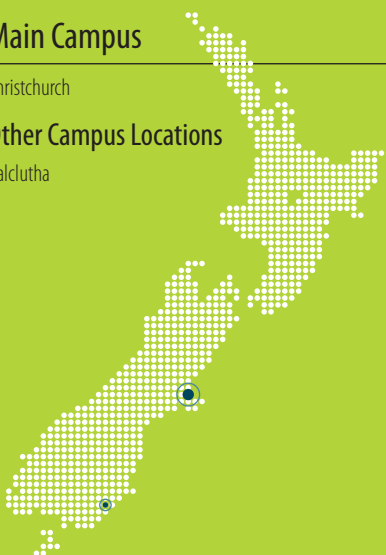 Main Campus
hristchurch
ther Campus Locations
alclutha